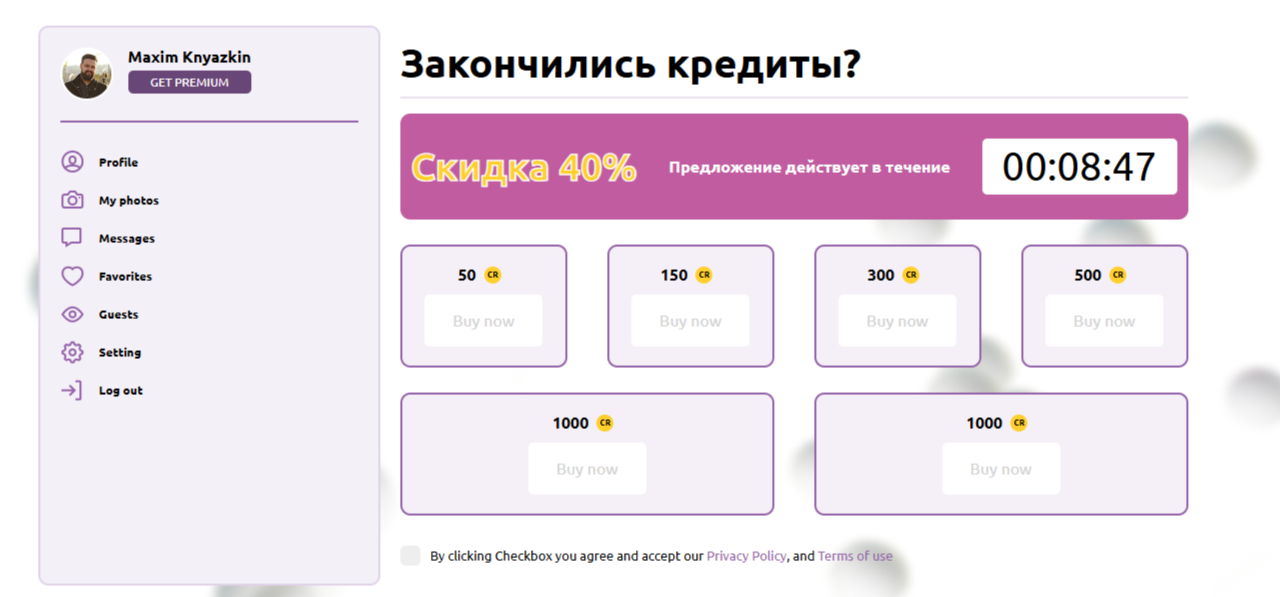 Maxim Knyazkin
GET PREMIUM
Profile
My photos
Messages
Favorites
Guests
Setting
Log out
Закончились кредиты?
Скидка 40% Предложение действует в течение 00:08:47
50 CR 150 CR 300 CR 500 CR
Buy now Buy now Buy now Buy now
1000 CR 1000 CR
Buy now Buy now
By clicking Checkbox you agree and accept our Privacy Policy, and Terms of use